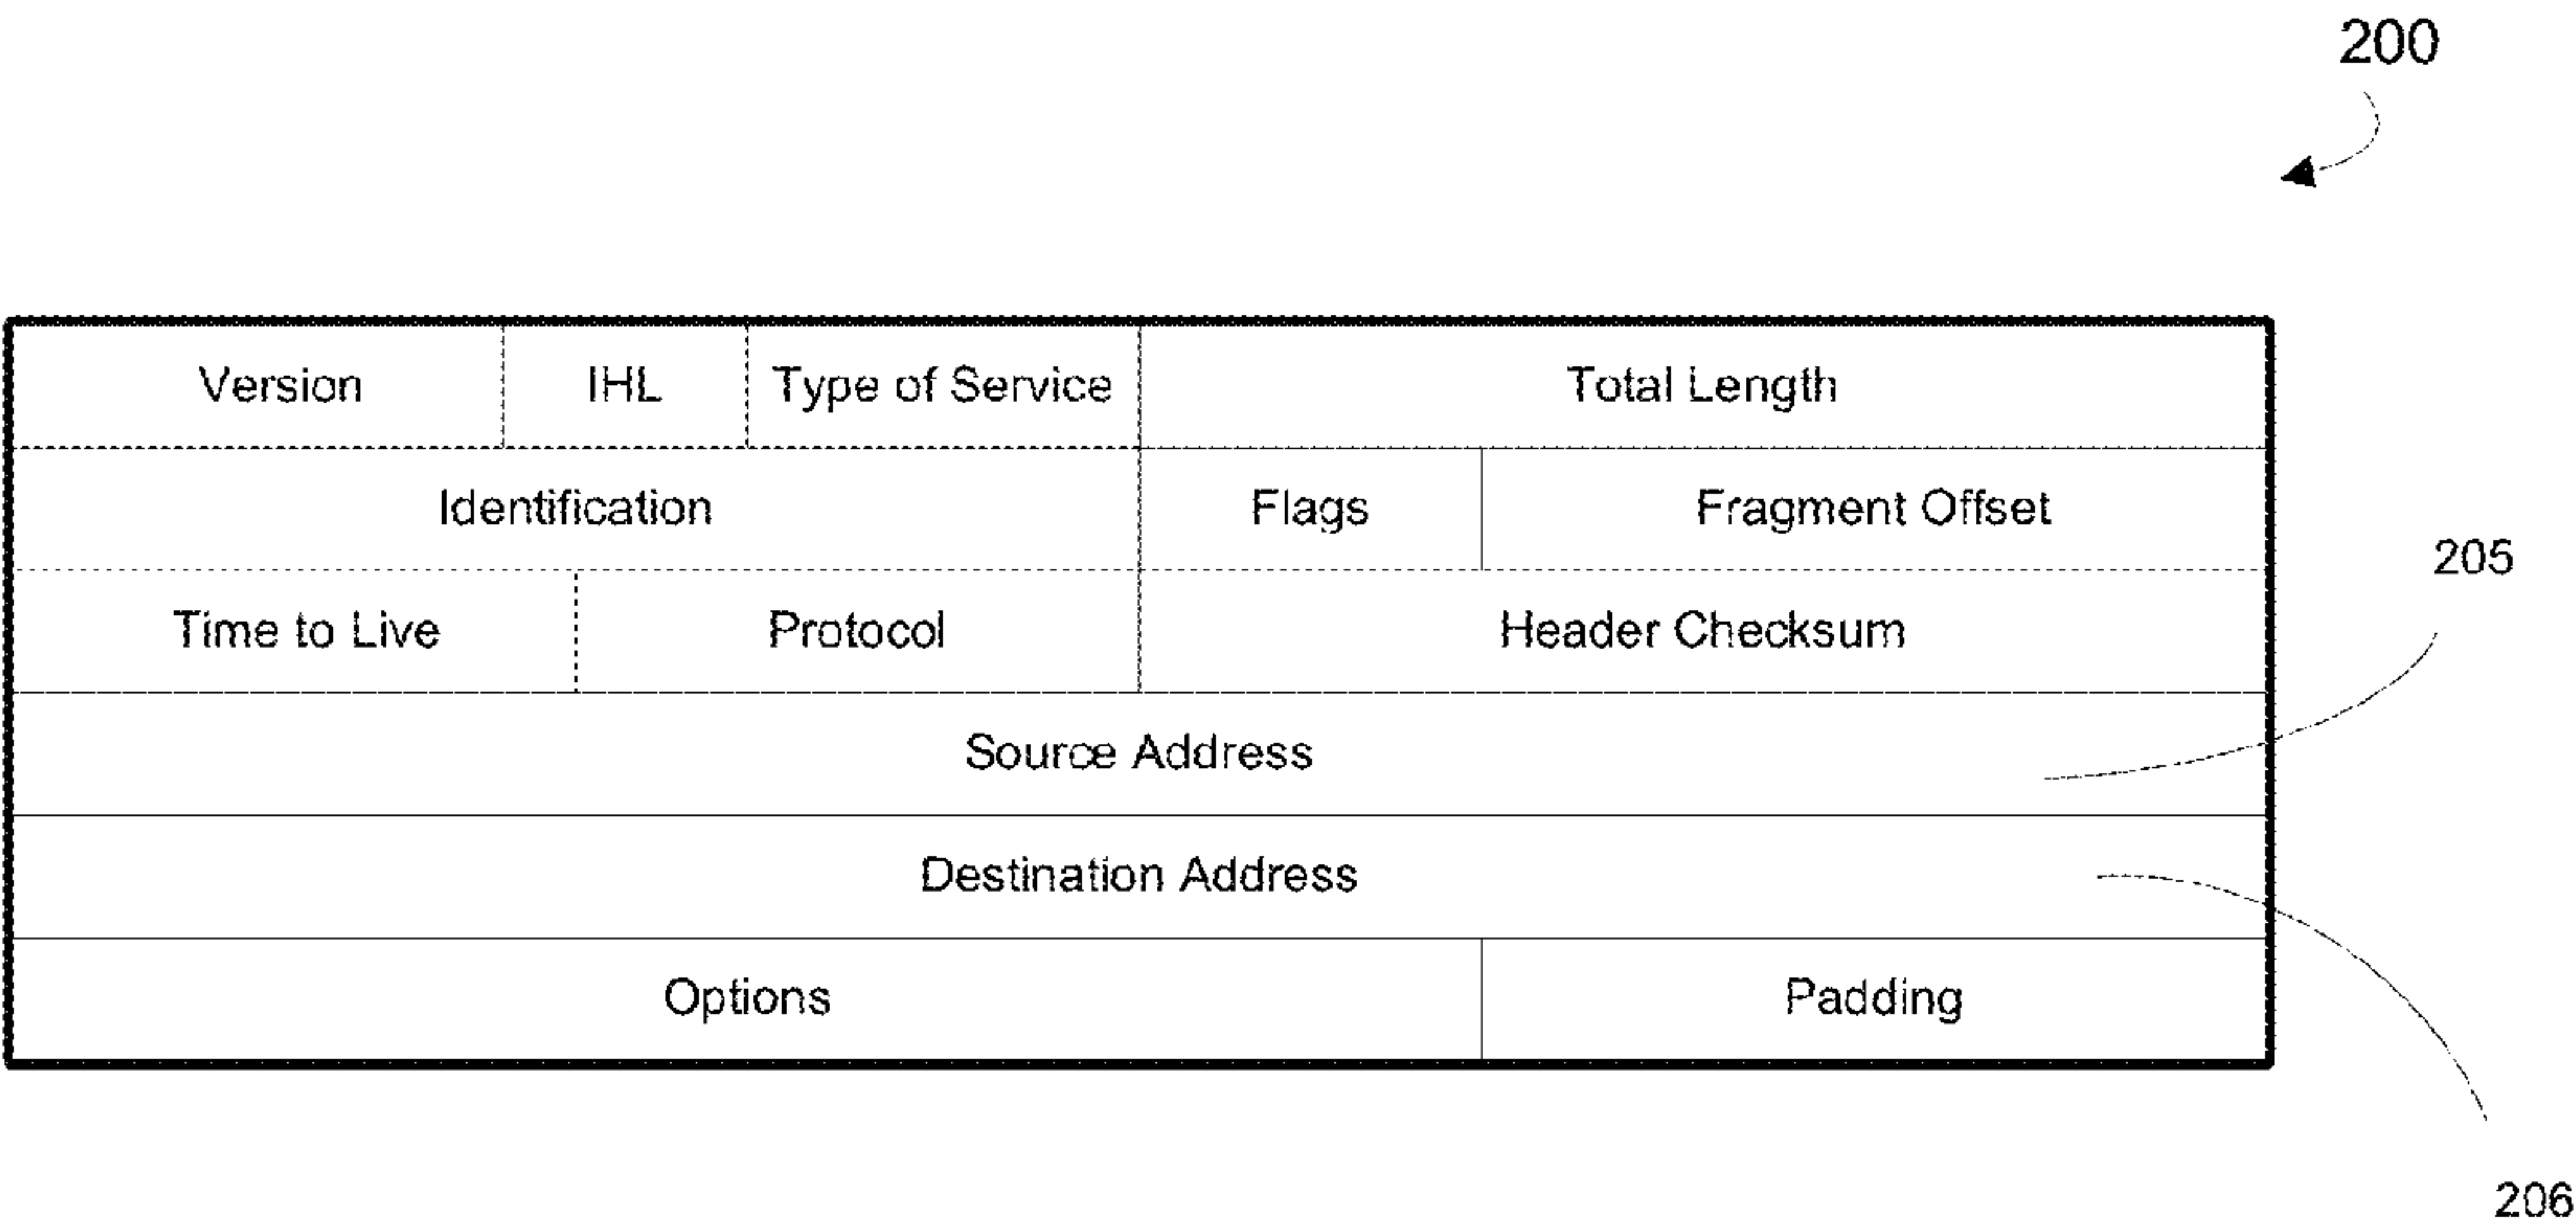 200
Version IHL Type of Service Total Length
Identification Flags Fragment Offset
205
Time to Live Protocol Header Checksum
Source Address
Destination Address
Options Padding
206